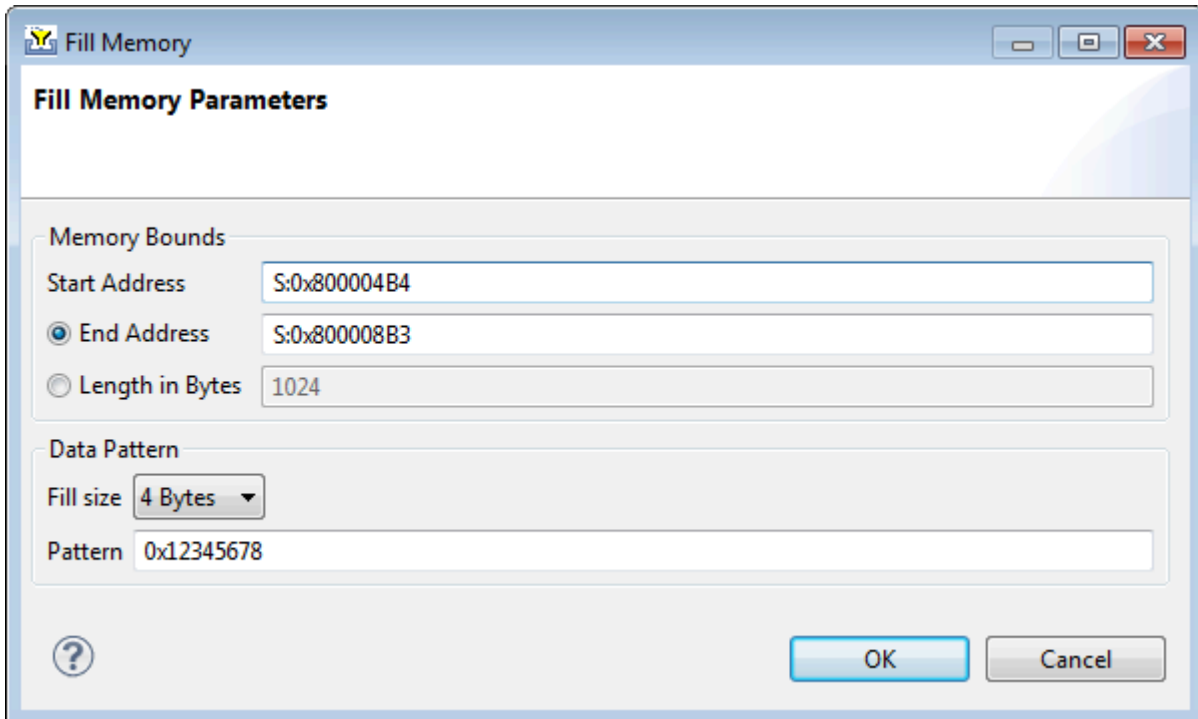 Fill Memory
Fill Memory Parameters
Memory Bounds
Start Address S:0x800004B4
End Address S:0x800008B3
Length in Bytes 1024
Data Pattern
Fill size 4 Bytes
Pattern 0x12345678
? OK Cancel